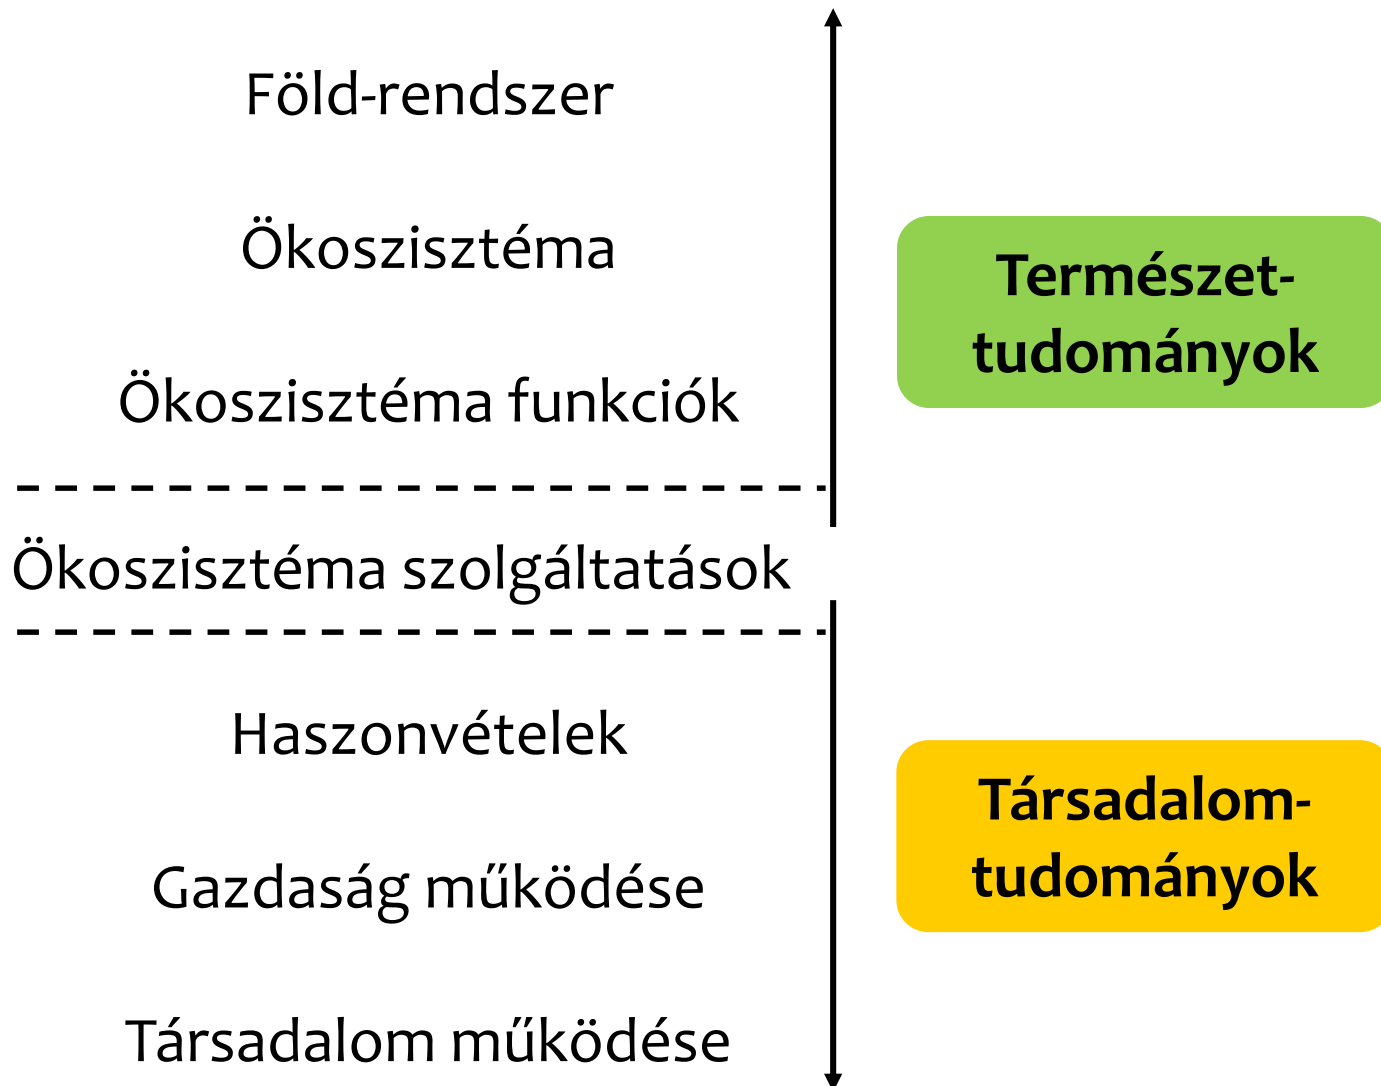 Föld-rendszer
Ökoszisztéma
Ökoszisztéma funkciók
Természet-
tudományok
Ökoszisztéma szolgáltatások
Haszonvételek
Gazdaság működése
Társadalom működése
Társadalom-
tudományok